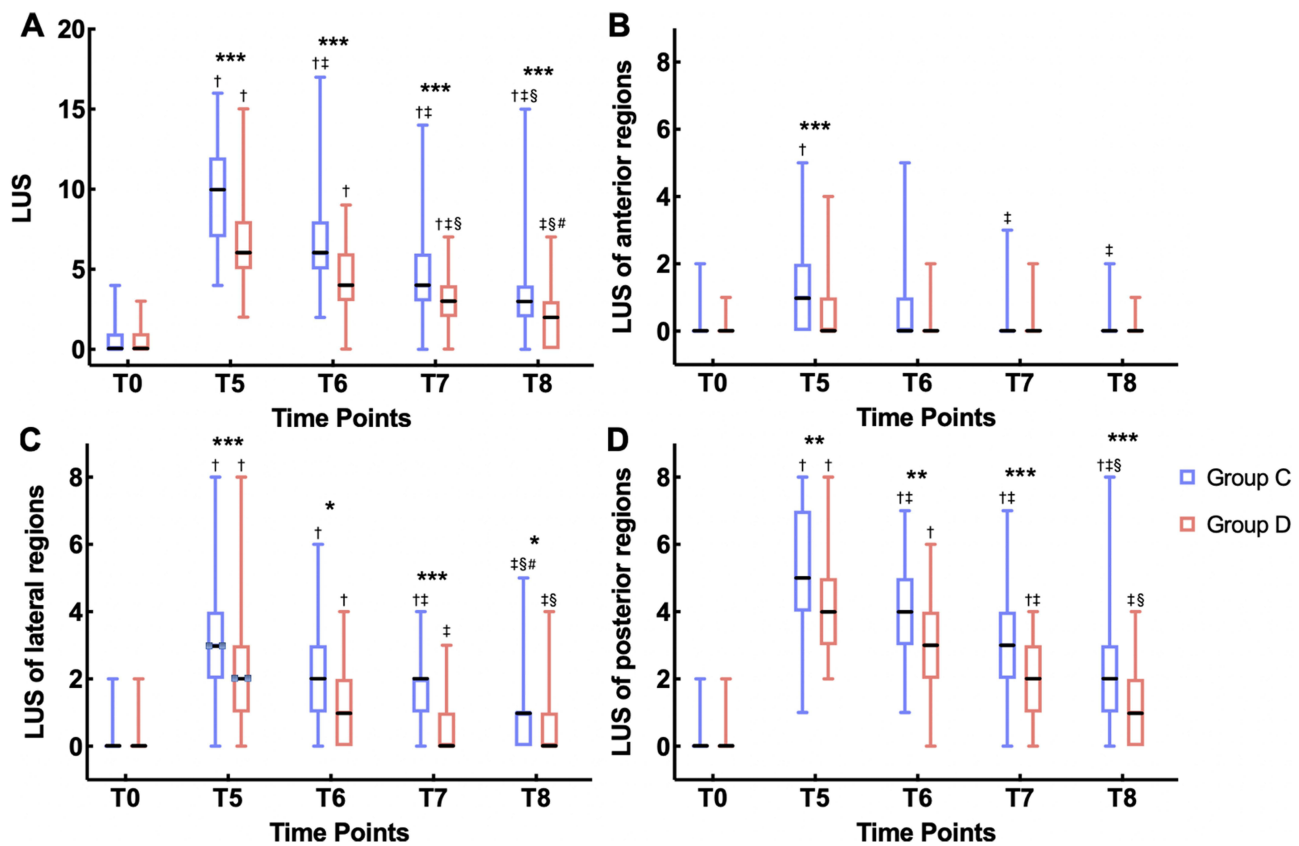 A
LUS
20
15
10
5
0
***
***
***
***
† † †‡ † †‡ †‡§ †‡§ ‡§#
T0 T5 T6 T7 T8
Time Points
B
LUS of anterior regions
8
6
4
2
0
***
† ‡ ‡
T0 T5 T6 T7 T8
Time Points
C
LUS of lateral regions
8
6
4
2
0
***
*
***
*
† † † † †‡ ‡ ‡§# ‡§
T0 T5 T6 T7 T8
Time Points
D
LUS of posterior regions
8
6
4
2
0
**
**
***
***
† † †‡ † †‡ †‡ †‡§ ‡§
T0 T5 T6 T7 T8
Time Points
Group C
Group D